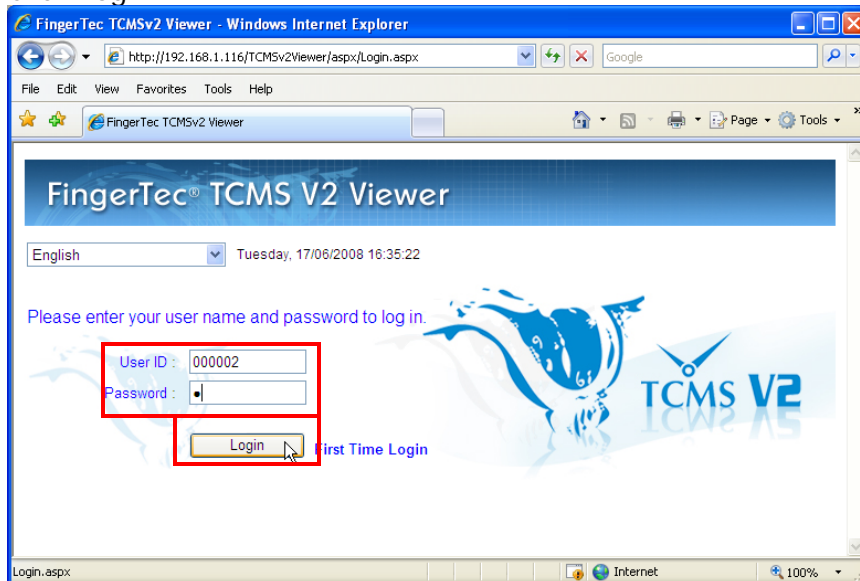 FingerTec TCMSv2 Viewer - Windows Internet Explorer
http://192.168.1.116/TCMSv2Viewer/aspx/Login.aspx
Google
File Edit View Favorites Tools Help
FingerTec TCMSv2 Viewer
Page Tools »
FingerTec® TCMS V2 Viewer
English
Tuesday, 17/06/2008 16:35:22
Please enter your user name and password to log in.
User ID : 000002
Password : ●
Login
First Time Login
TCMS V2
Login.aspx
Internet
100%